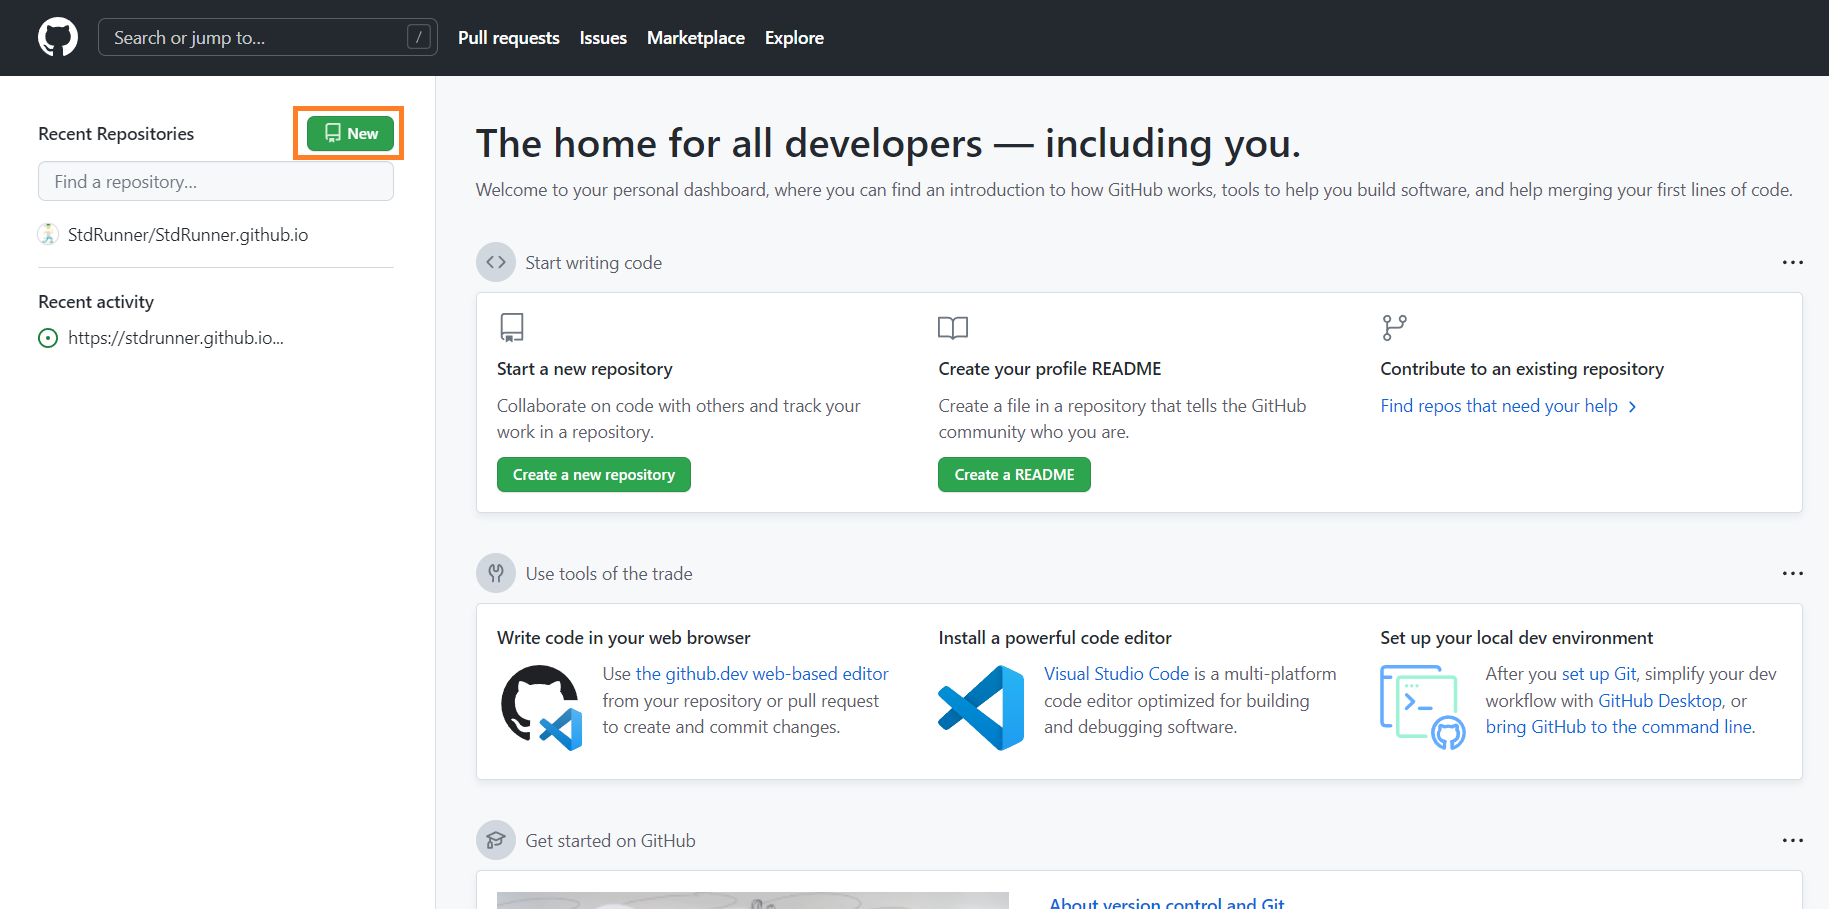 Search or jump to...
/
Pull requests
Issues
Marketplace
Explore
Recent Repositories
New
Find a repository...
StdRunner/StdRunner.github.io
Recent activity
https://stdrunner.github.io...
The home for all developers — including you.
Welcome to your personal dashboard, where you can find an introduction to how GitHub works, tools to help you build software, and help merging your first lines of code.
Start writing code
Start a new repository
Collaborate on code with others and track your
work in a repository.
Create a new repository
Create your profile README
Create a file in a repository that tells the GitHub
community who you are.
Create a README
Contribute to an existing repository
Find repos that need your help
Use tools of the trade
Write code in your web browser
Use the github.dev web-based editor
from your repository or pull request
to create and commit changes.
Install a powerful code editor
Visual Studio Code is a multi-platform
code editor optimized for building
and debugging software.
Set up your local dev environment
After you set up Git, simplify your dev
workflow with GitHub Desktop, or
bring GitHub to the command line.
Get started on GitHub
About version control and Git